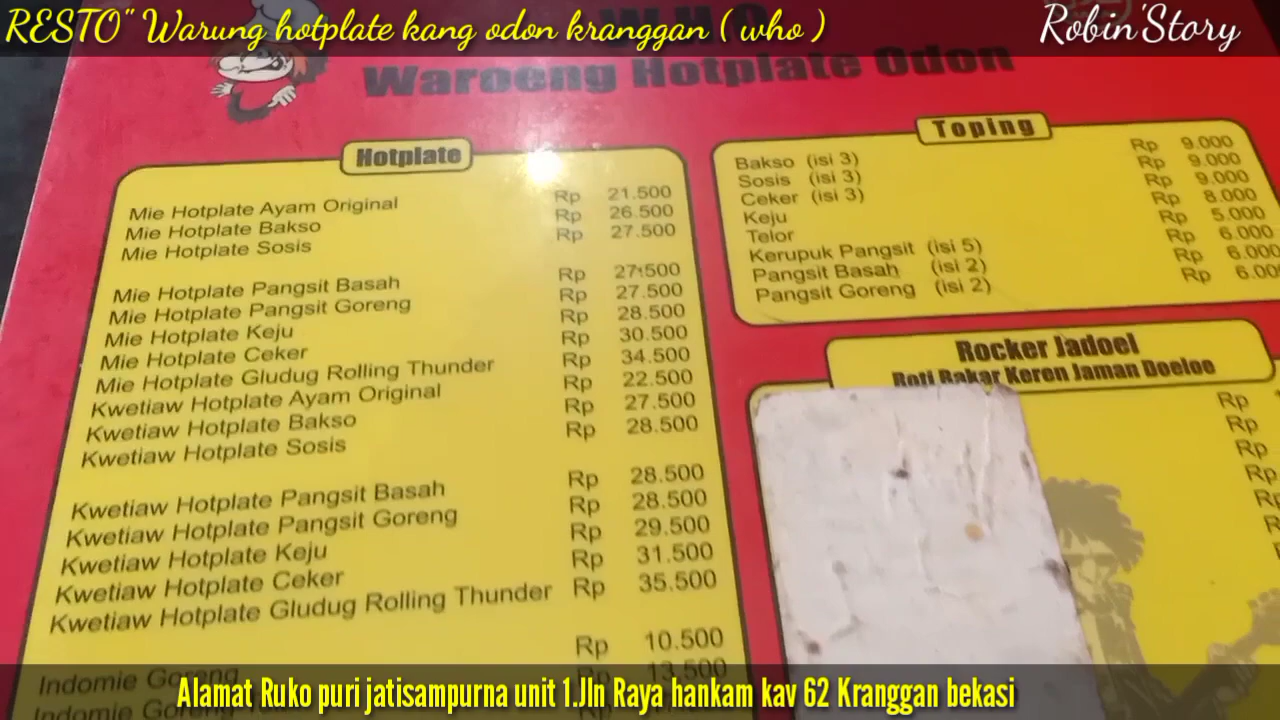 RESTO" Warung hotplate kang odon kranggan ( who )
Robin'Story
W.H.O
Waroeng Hotplate Odon
Hotplate
Mie Hotplate Ayam Original Rp 21.500
Mie Hotplate Bakso Rp 26.500
Mie Hotplate Sosis Rp 27.500
Mie Hotplate Pangsit Basah Rp 27.500
Mie Hotplate Pangsit Goreng Rp 27.500
Mie Hotplate Keju Rp 28.500
Mie Hotplate Ceker Rp 30.500
Mie Hotplate Gludug Rolling Thunder Rp 34.500
Kwetiaw Hotplate Ayam Original Rp 22.500
Kwetiaw Hotplate Bakso Rp 27.500
Kwetiaw Hotplate Sosis Rp 28.500
Kwetiaw Hotplate Pangsit Basah Rp 28.500
Kwetiaw Hotplate Pangsit Goreng Rp 28.500
Kwetiaw Hotplate Keju Rp 29.500
Kwetiaw Hotplate Ceker Rp 31.500
Kwetiaw Hotplate Gludug Rolling Thunder Rp 35.500
Indomie Goreng Rp 10.500
Indomie Goreng 13.500
Toping
Bakso (isi 3) Rp 9.000
Sosis (isi 3) Rp 9.000
Ceker (isi 3) Rp 9.000
Keju Rp 8.000
Telor Rp 5.000
Kerupuk Pangsit (isi 5) Rp 6.000
Pangsit Basah (isi 2) Rp 6.000
Pangsit Goreng (isi 2) Rp 6.00
Rocker Jadoel
Roti Bakar Keren Jaman Doeloe
Rp
Rp
Rp
Rp
Rp
Alamat Ruko puri jatisampurna unit 1.Jln Raya hankam kav 62 Kranggan bekasi